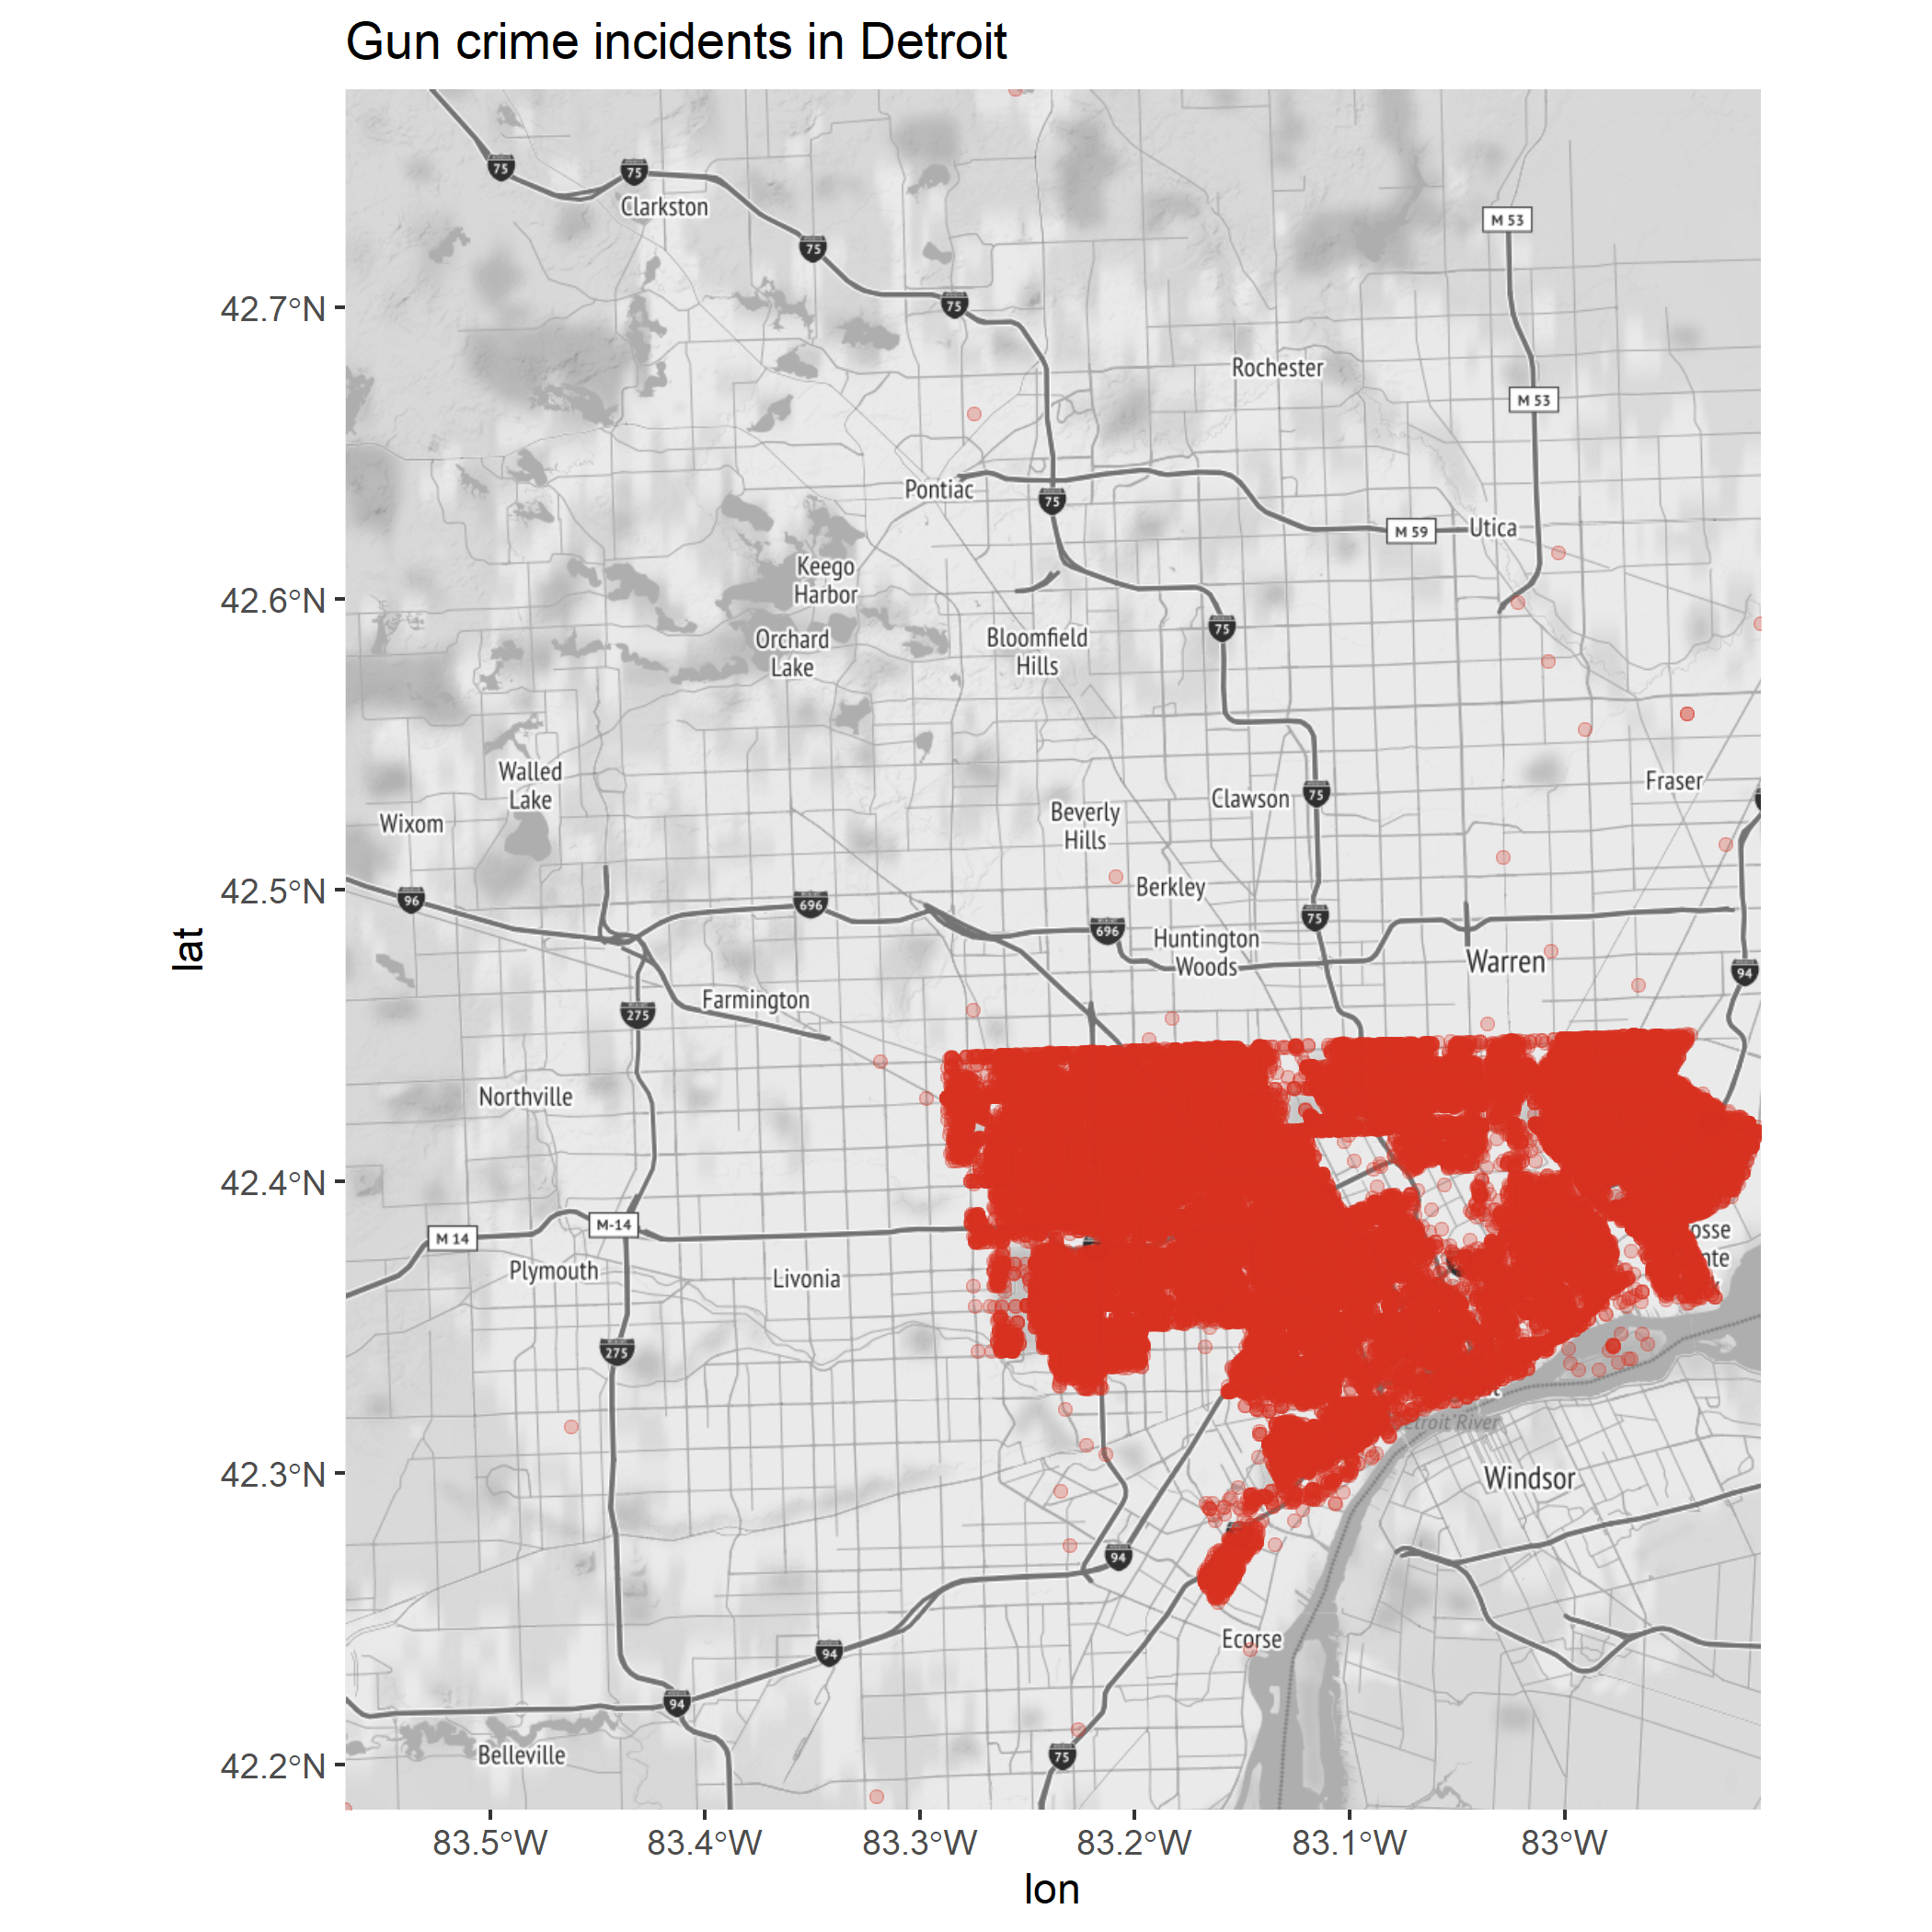 Gun crime incidents in Detroit
75
75
Clarkston
M 53
75
75
42.7°N
Rochester
M 53
Pontiac
75
M 59
Utica
Keego
Harbor
42.6°N
75
Orchard
Lake
Bloomfield
Hills
Walled
Lake
Fraser
Clawson
75
Beverly
Hills
Wixom
42.5°N
Berkley
96
696
75
696
Huntington
Woods
lat
Warren
94
Farmington
275
Northville
42.4°N
M-14
M 14
osse
nte
Plymouth
Livonia
275
troit River
42.3°N
Windsor
94
Ecorse
94
94
42.2°N
Belleville
75
83.5°W 83.4°W 83.3°W 83.2°W 83.1°W 83°W
lon